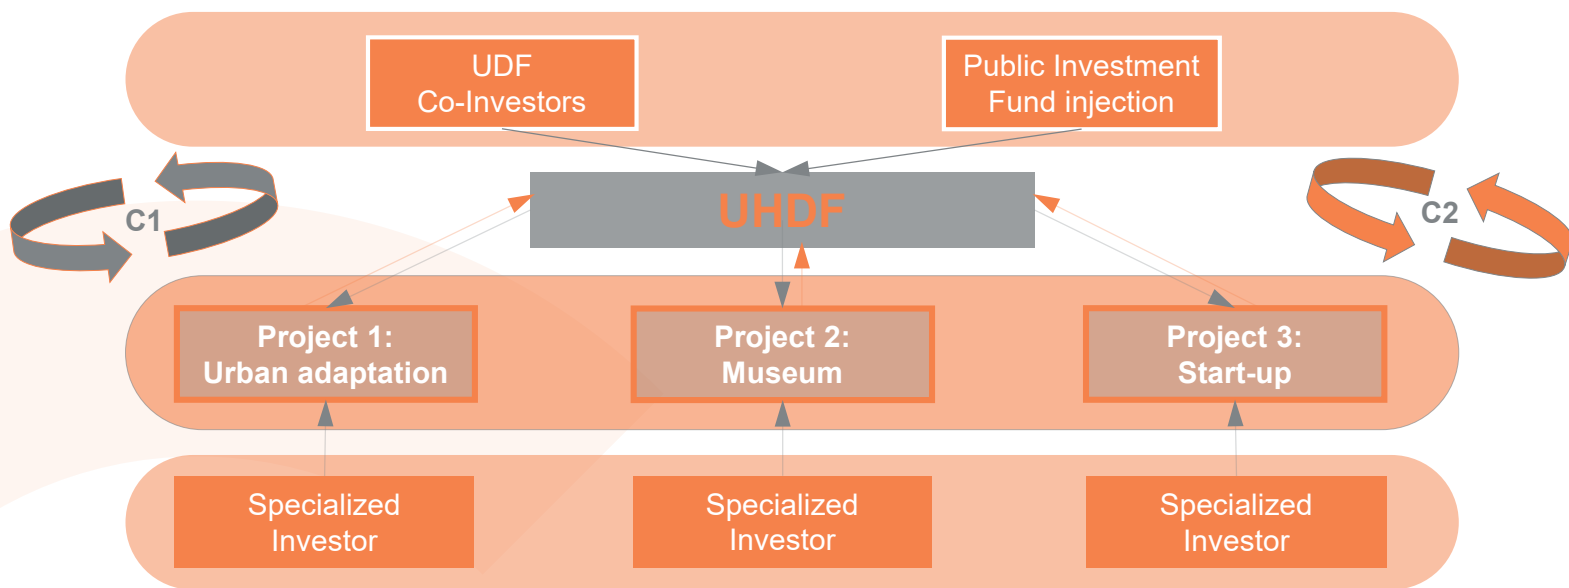 UDF
Co-Investors
Public Investment
Fund injection
C1
UHDF
C2
Project 1:
Urban adaptation
Project 2:
Museum
Project 3:
Start-up
Specialized
Investor
Specialized
Investor
Specialized
Investor